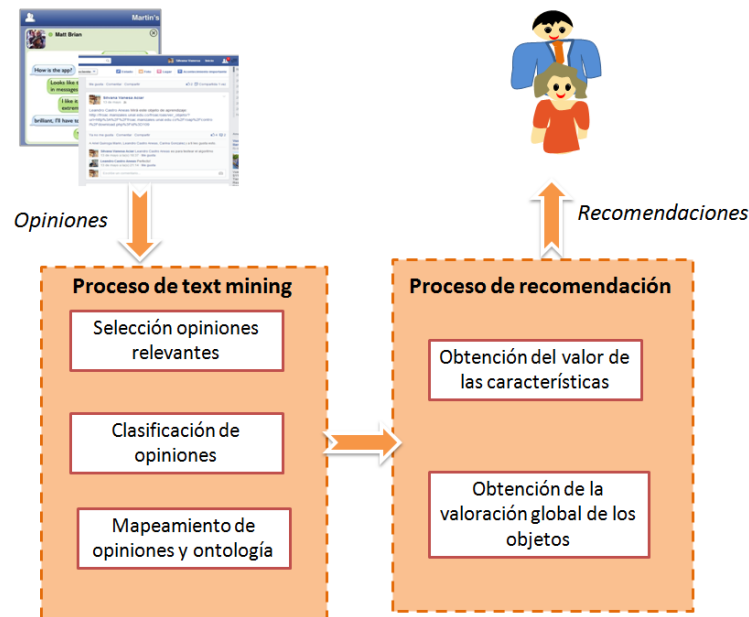 Martin's
Matt Brian
How is the app?
Looks like
in messages
I like
extrem
brilliant, I'll have
Opiniones
Recomendaciones
Proceso de text mining
Selección opiniones
relevantes
Clasificación de
opiniones
Mapeamiento de
opiniones y ontología
Proceso de recomendación
Obtención del valor de
las características
Obtención de la
valoración global de los
objetos